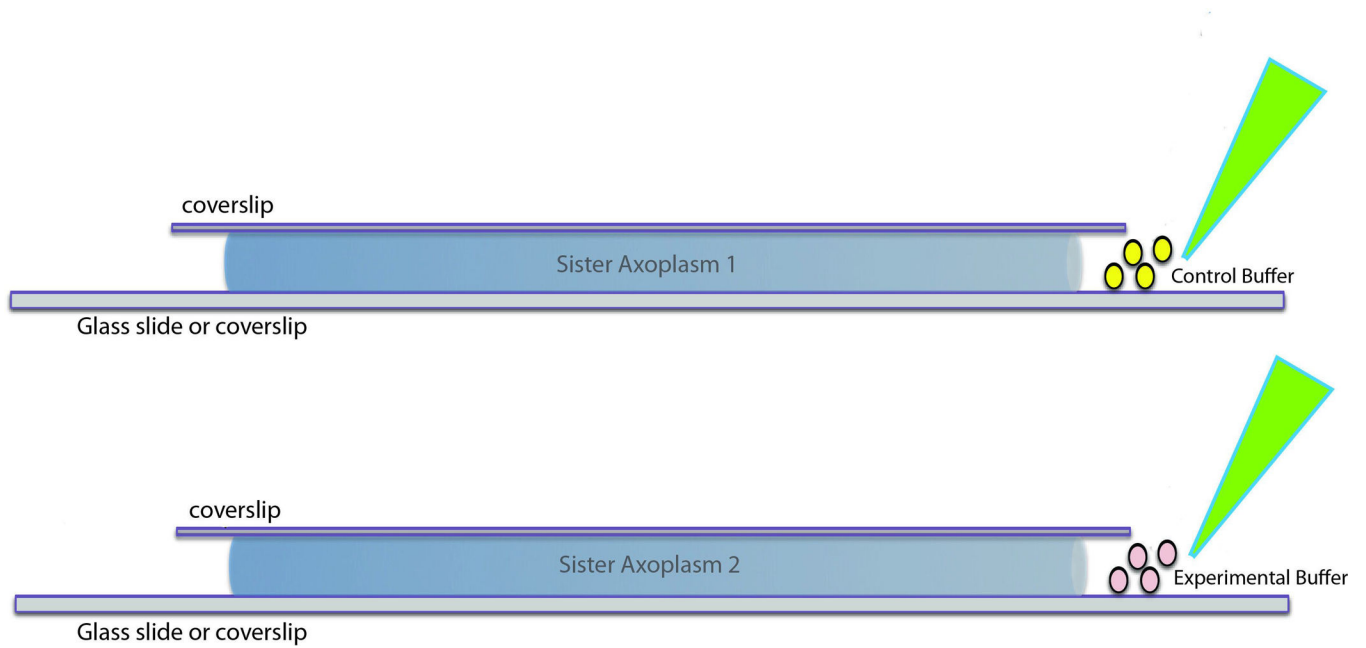 coverslip
Sister Axoplasm 1
Control Buffer
Glass slide or coverslip
coverslip
Sister Axoplasm 2
Experimental Buffer
Glass slide or coverslip